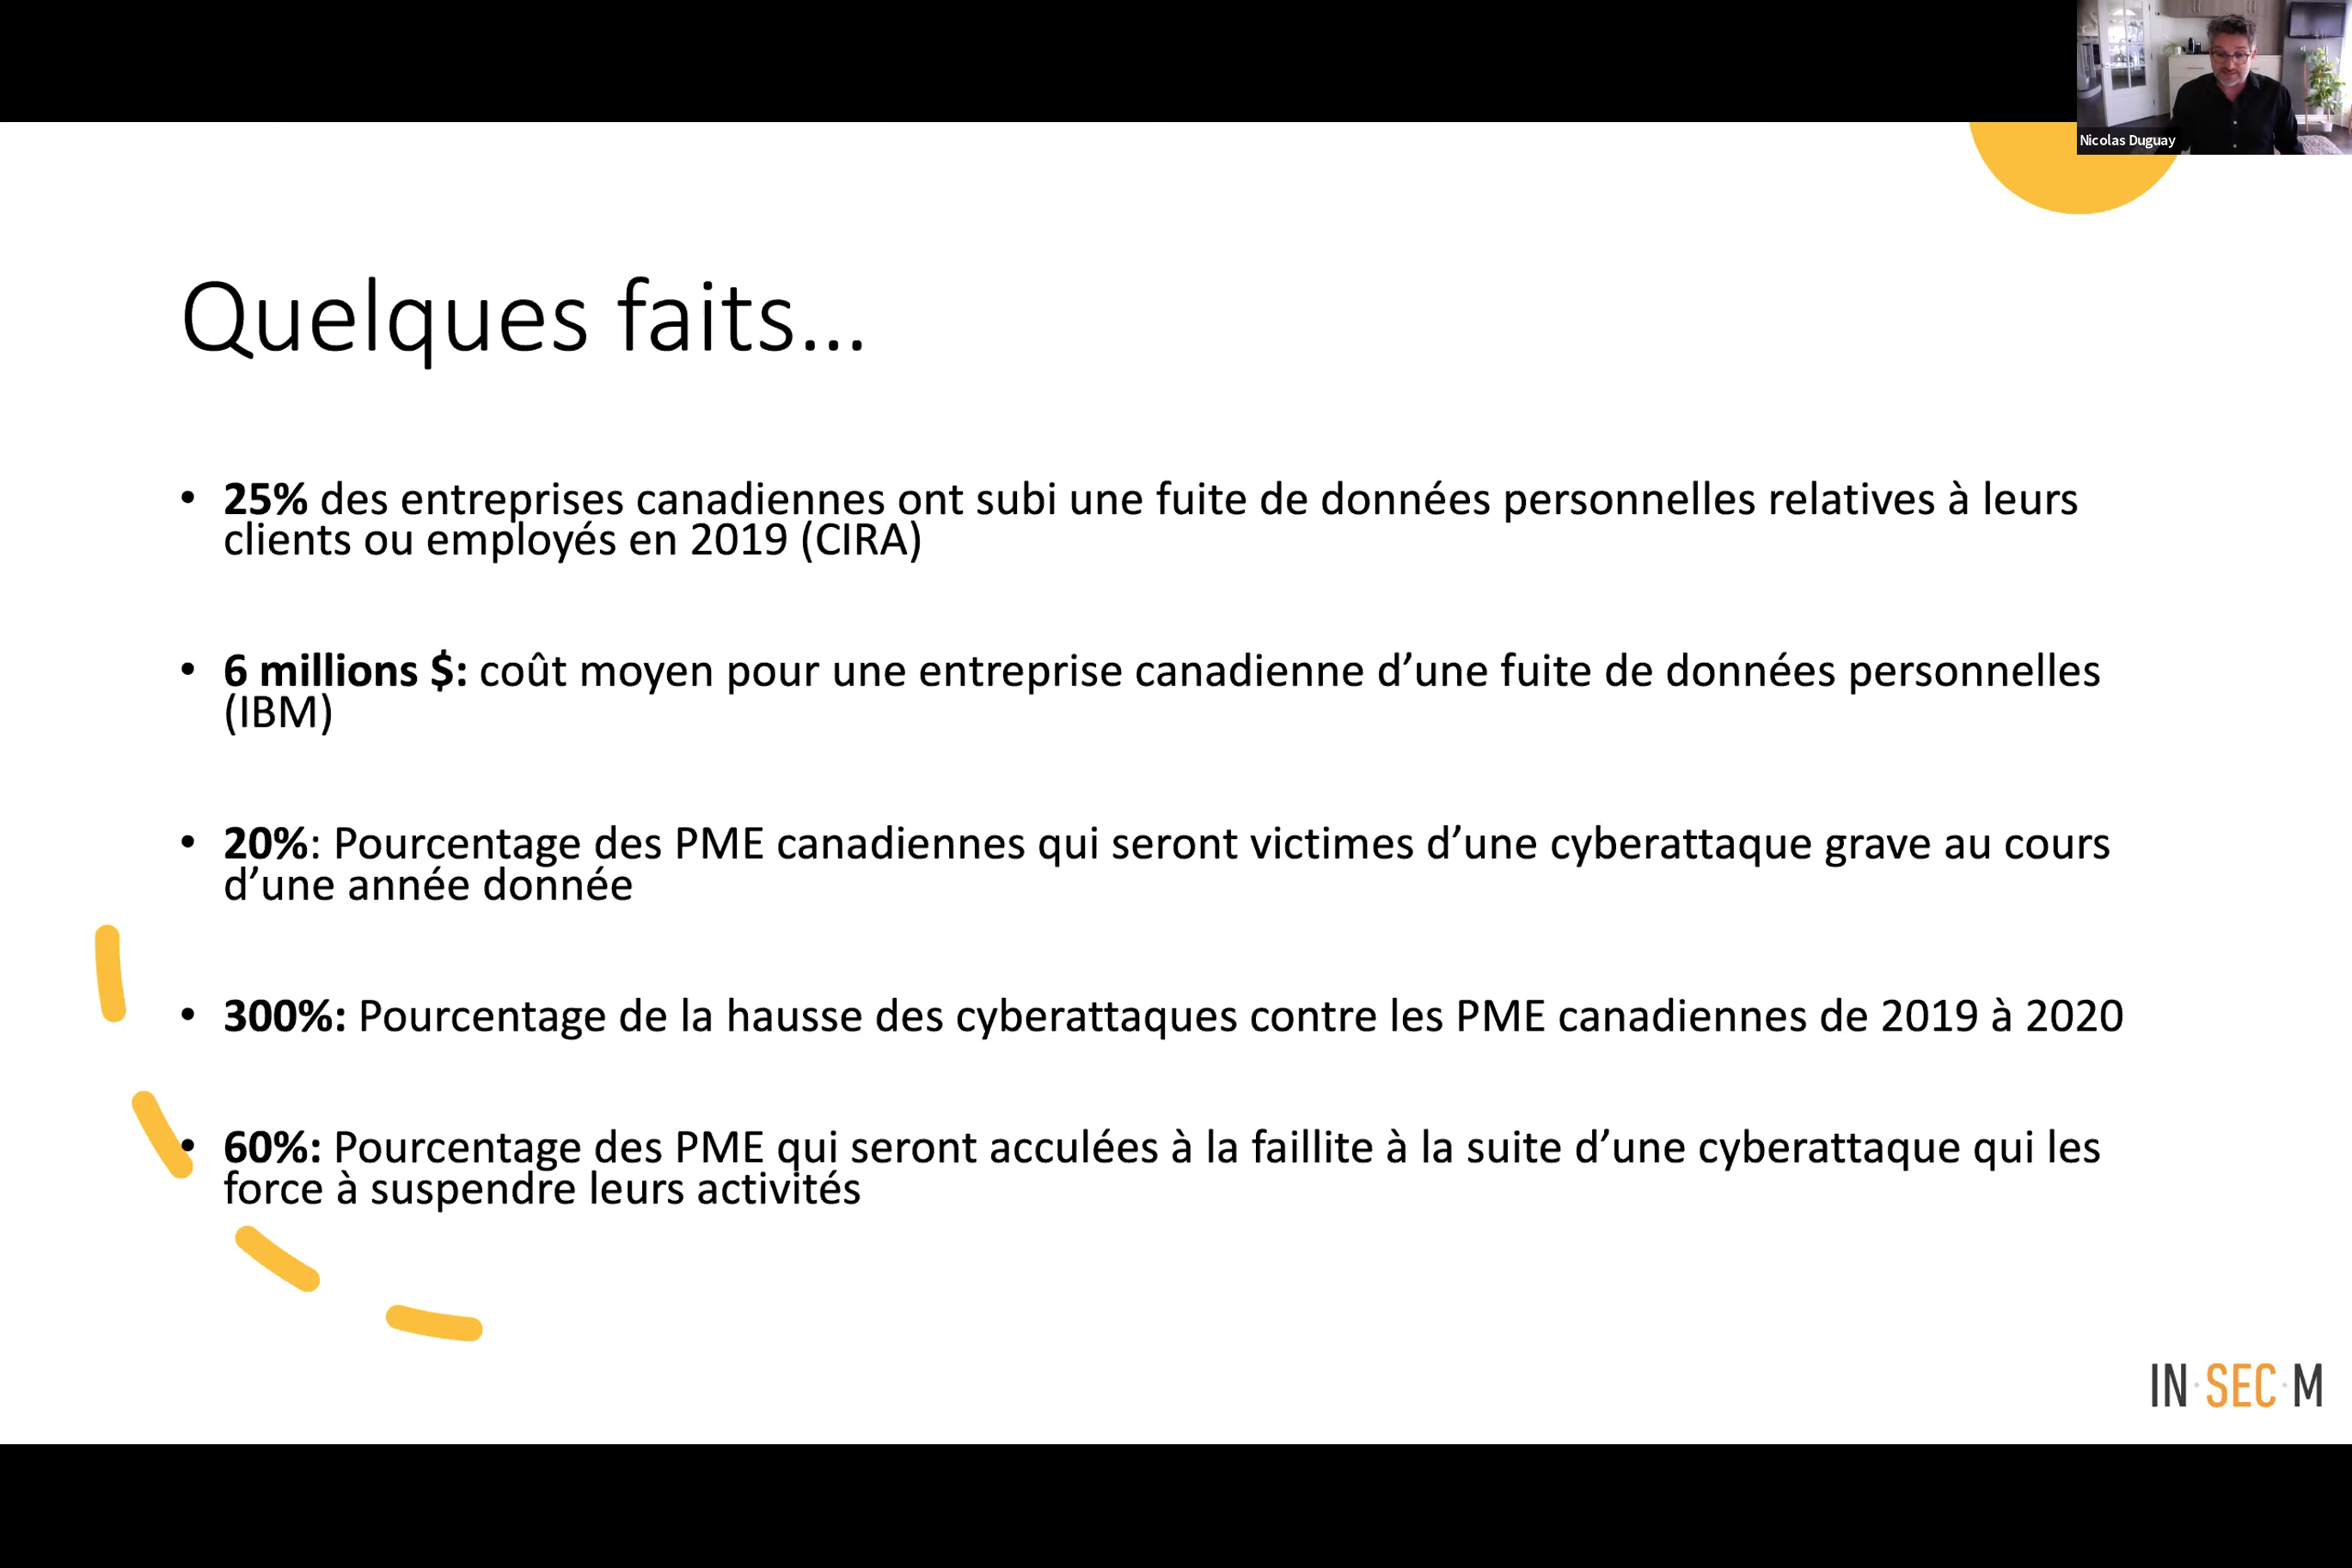 Nicolas Duguay
Quelques faits...
• 25% des entreprises canadiennes ont subi une fuite de données personnelles relatives à leurs
clients ou employés en 2019 (CIRA)
• 6 millions $: coût moyen pour une entreprise canadienne d’une fuite de données personnelles
(IBM)
• 20%: Pourcentage des PME canadiennes qui seront victimes d’une cyberattaque grave au cours
d’une année donnée
• 300%: Pourcentage de la hausse des cyberattaques contre les PME canadiennes de 2019 à 2020
• 60%: Pourcentage des PME qui seront acculées à la faillite à la suite d’une cyberattaque qui les
force à suspendre leurs activités
IN·SEC·M